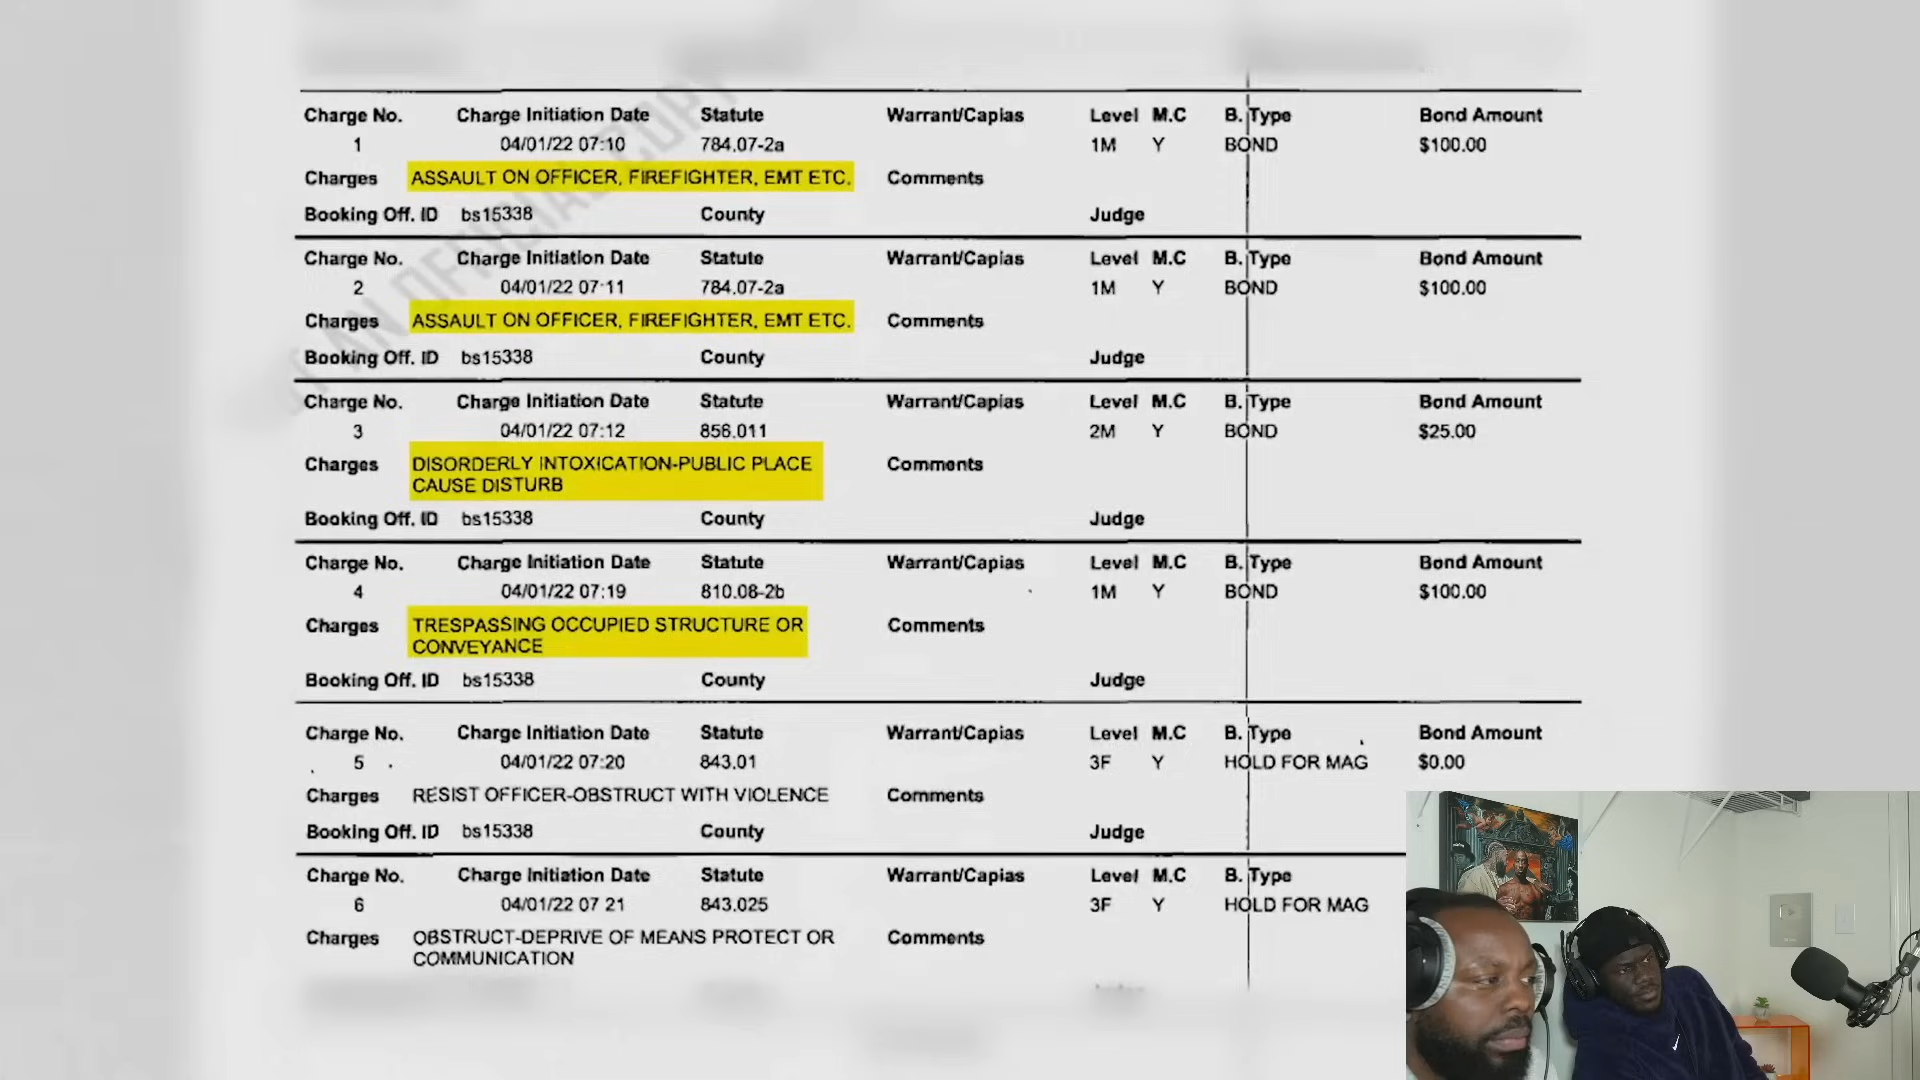 Charge No. Charge Initiation Date Statute Warrant/Capias Level M.C B. Type Bond Amount
1 04/01/22 07:10 784.07-2a 1M Y BOND $100.00
Charges ASSAULT ON OFFICER, FIREFIGHTER, EMT ETC. Comments
Booking Off. ID bs15338 County Judge
Charge No. Charge Initiation Date Statute Warrant/Capias Level M.C B. Type Bond Amount
2 04/01/22 07:11 784.07-2a 1M Y BOND $100.00
Charges ASSAULT ON OFFICER, FIREFIGHTER, EMT ETC. Comments
Booking Off. ID bs15338 County Judge
Charge No. Charge Initiation Date Statute Warrant/Capias Level M.C B. Type Bond Amount
3 04/01/22 07:12 856.011 2M Y BOND $25.00
Charges DISORDERLY INTOXICATION-PUBLIC PLACE Comments
CAUSE DISTURB
Booking Off. ID bs15338 County Judge
Charge No. Charge Initiation Date Statute Warrant/Capias Level M.C B. Type Bond Amount
4 04/01/22 07:19 810.08-2b 1M Y BOND $100.00
Charges TRESPASSING OCCUPIED STRUCTURE OR Comments
CONVEYANCE
Booking Off. ID bs15338 County Judge
Charge No. Charge Initiation Date Statute Warrant/Capias Level M.C B. Type Bond Amount
5 04/01/22 07:20 843.01 3F Y HOLD FOR MAG $0.00
Charges RESIST OFFICER-OBSTRUCT WITH VIOLENCE Comments
Booking Off. ID bs15338 County Judge
Charge No. Charge Initiation Date Statute Warrant/Capias Level M.C B. Type
6 04/01/22 07 21 843.025 3F Y HOLD FOR MAG
Charges OBSTRUCT-DEPRIVE OF MEANS PROTECT OR Comments
COMMUNICATION
AN OFFICIAL COPY